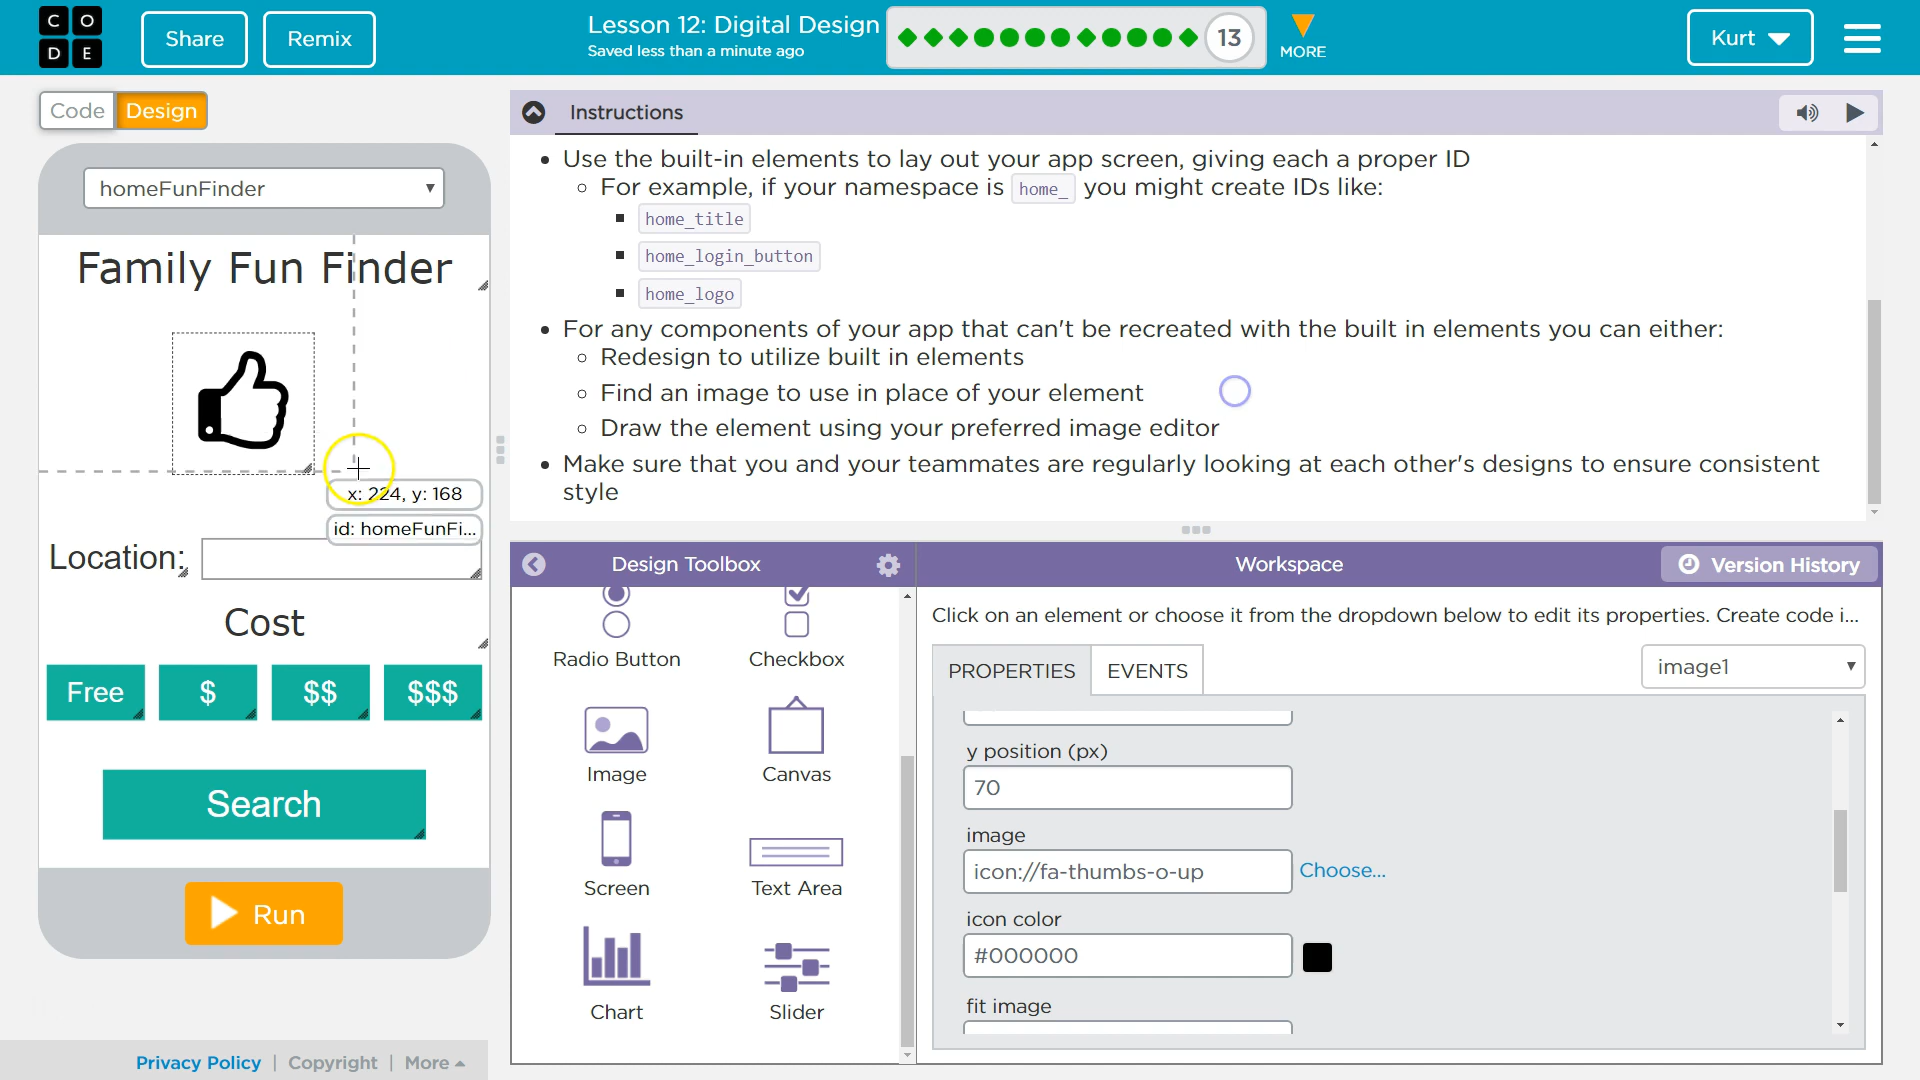 CODE
Share
Remix
Lesson 12: Digital Design
Saved less than a minute ago
13
MORE
Kurt
Code
Design
homeFunFinder
Family Fun Finder
x: 224, y: 168
id: homeFunFi...
Location:
Cost
Free
$
$$
$$$
Search
Run
Privacy Policy | Copyright | More
Instructions
Use the built-in elements to lay out your app screen, giving each a proper ID
For example, if your namespace is home_ you might create IDs like:
home_title
home_login_button
home_logo
For any components of your app that can't be recreated with the built in elements you can either:
Redesign to utilize built in elements
Find an image to use in place of your element
Draw the element using your preferred image editor
Make sure that you and your teammates are regularly looking at each other's designs to ensure consistent
style
Design Toolbox
Radio Button
Checkbox
Image
Canvas
Screen
Text Area
Chart
Slider
Workspace
Version History
Click on an element or choose it from the dropdown below to edit its properties. Create code i...
PROPERTIES
EVENTS
image1
y position (px)
70
image
icon://fa-thumbs-o-up
Choose...
icon color
#000000
fit image